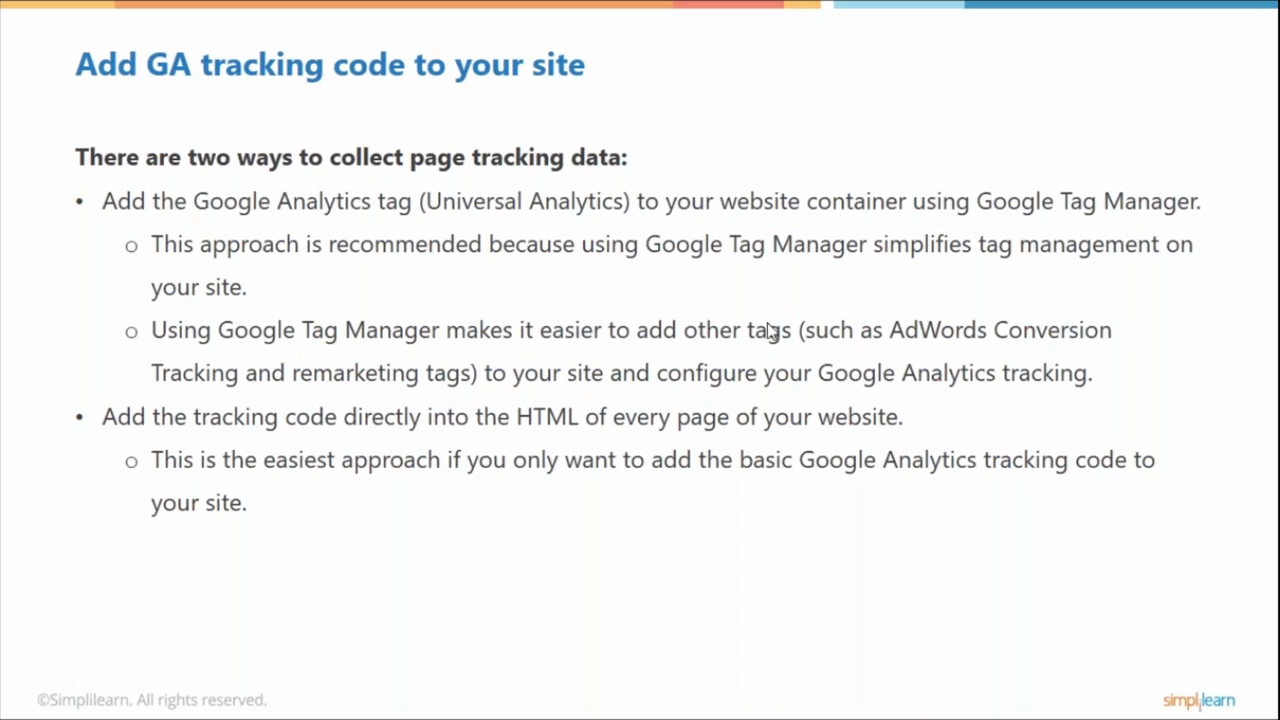 Add GA tracking code to your site
There are two ways to collect page tracking data:
• Add the Google Analytics tag (Universal Analytics) to your website container using Google Tag Manager.
o This approach is recommended because using Google Tag Manager simplifies tag management on
your site.
o Using Google Tag Manager makes it easier to add other tags (such as AdWords Conversion
Tracking and remarketing tags) to your site and configure your Google Analytics tracking.
• Add the tracking code directly into the HTML of every page of your website.
o This is the easiest approach if you only want to add the basic Google Analytics tracking code to
your site.
©Simplilearn. All rights reserved.
simplilearn